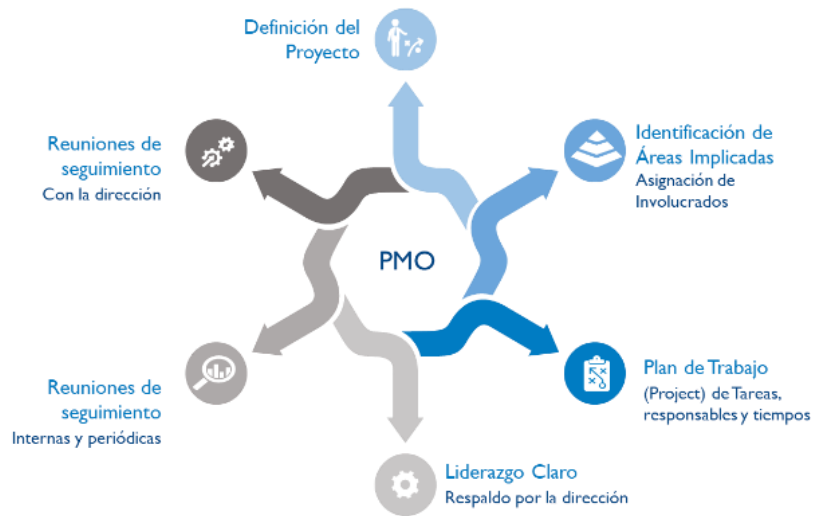 Definición del
Proyecto
Identificación de
Áreas Implicadas
Asignación de
Involucrados
Plan de Trabajo
(Project) de Tareas,
responsables y tiempos
Liderazgo Claro
Respaldo por la dirección
Reuniones de
seguimiento
Internas y periódicas
Reuniones de
seguimiento
Con la dirección
PMO